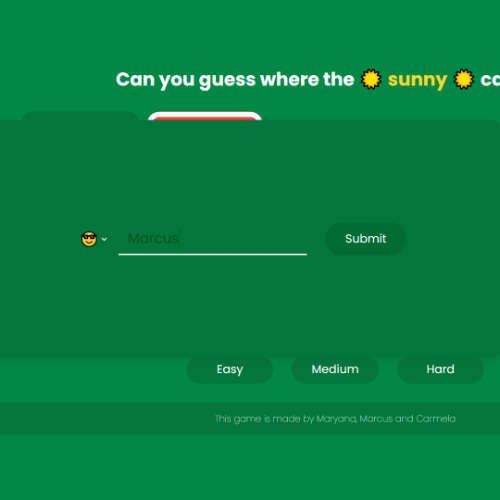 Can you guess where the sunny ca
Marcus
Submit
Easy
Medium
Hard
This game is made by Maryana, Marcus and Carmela